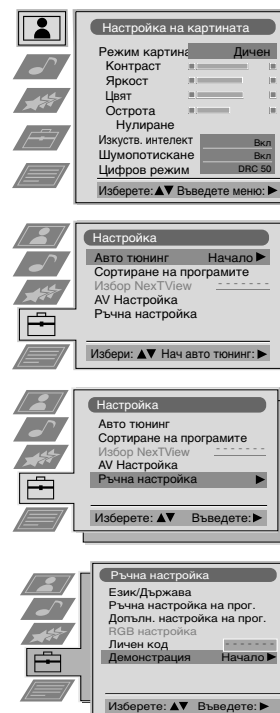 Настройка на картината
Режим картина Дичен
Контраст
Яркост
Цвят
Острота
Нулиране
Изкуств. интелект Вкл
Шумопотискане Вкл
Цифров режим DRC 50
Изберете:▲▼ Въведете меню: ▶
Настройка
Авто тюнинг Начало ▶
Сортиране на програмите
Избор NexTView - - - - - - -
AV Настройка
Ръчна настройка
Избери: ▲▼ Нач авто тюнинг: ▶
Настройка
Авто тюнинг
Сортиране на програмите
Избор NexTView - - - - - - -
AV Настройка
Ръчна настройка ▶
Изберете: ▲▼ Въведете:▶
Ръчна настройка
Език/Държава
Ръчна настройка на прог.
Допълн. настройка на прог.
RGB настройка
Личен код - - - - - - -
Демонстрация Начало ▶
Изберете: ▲▼ Въведете: ▶